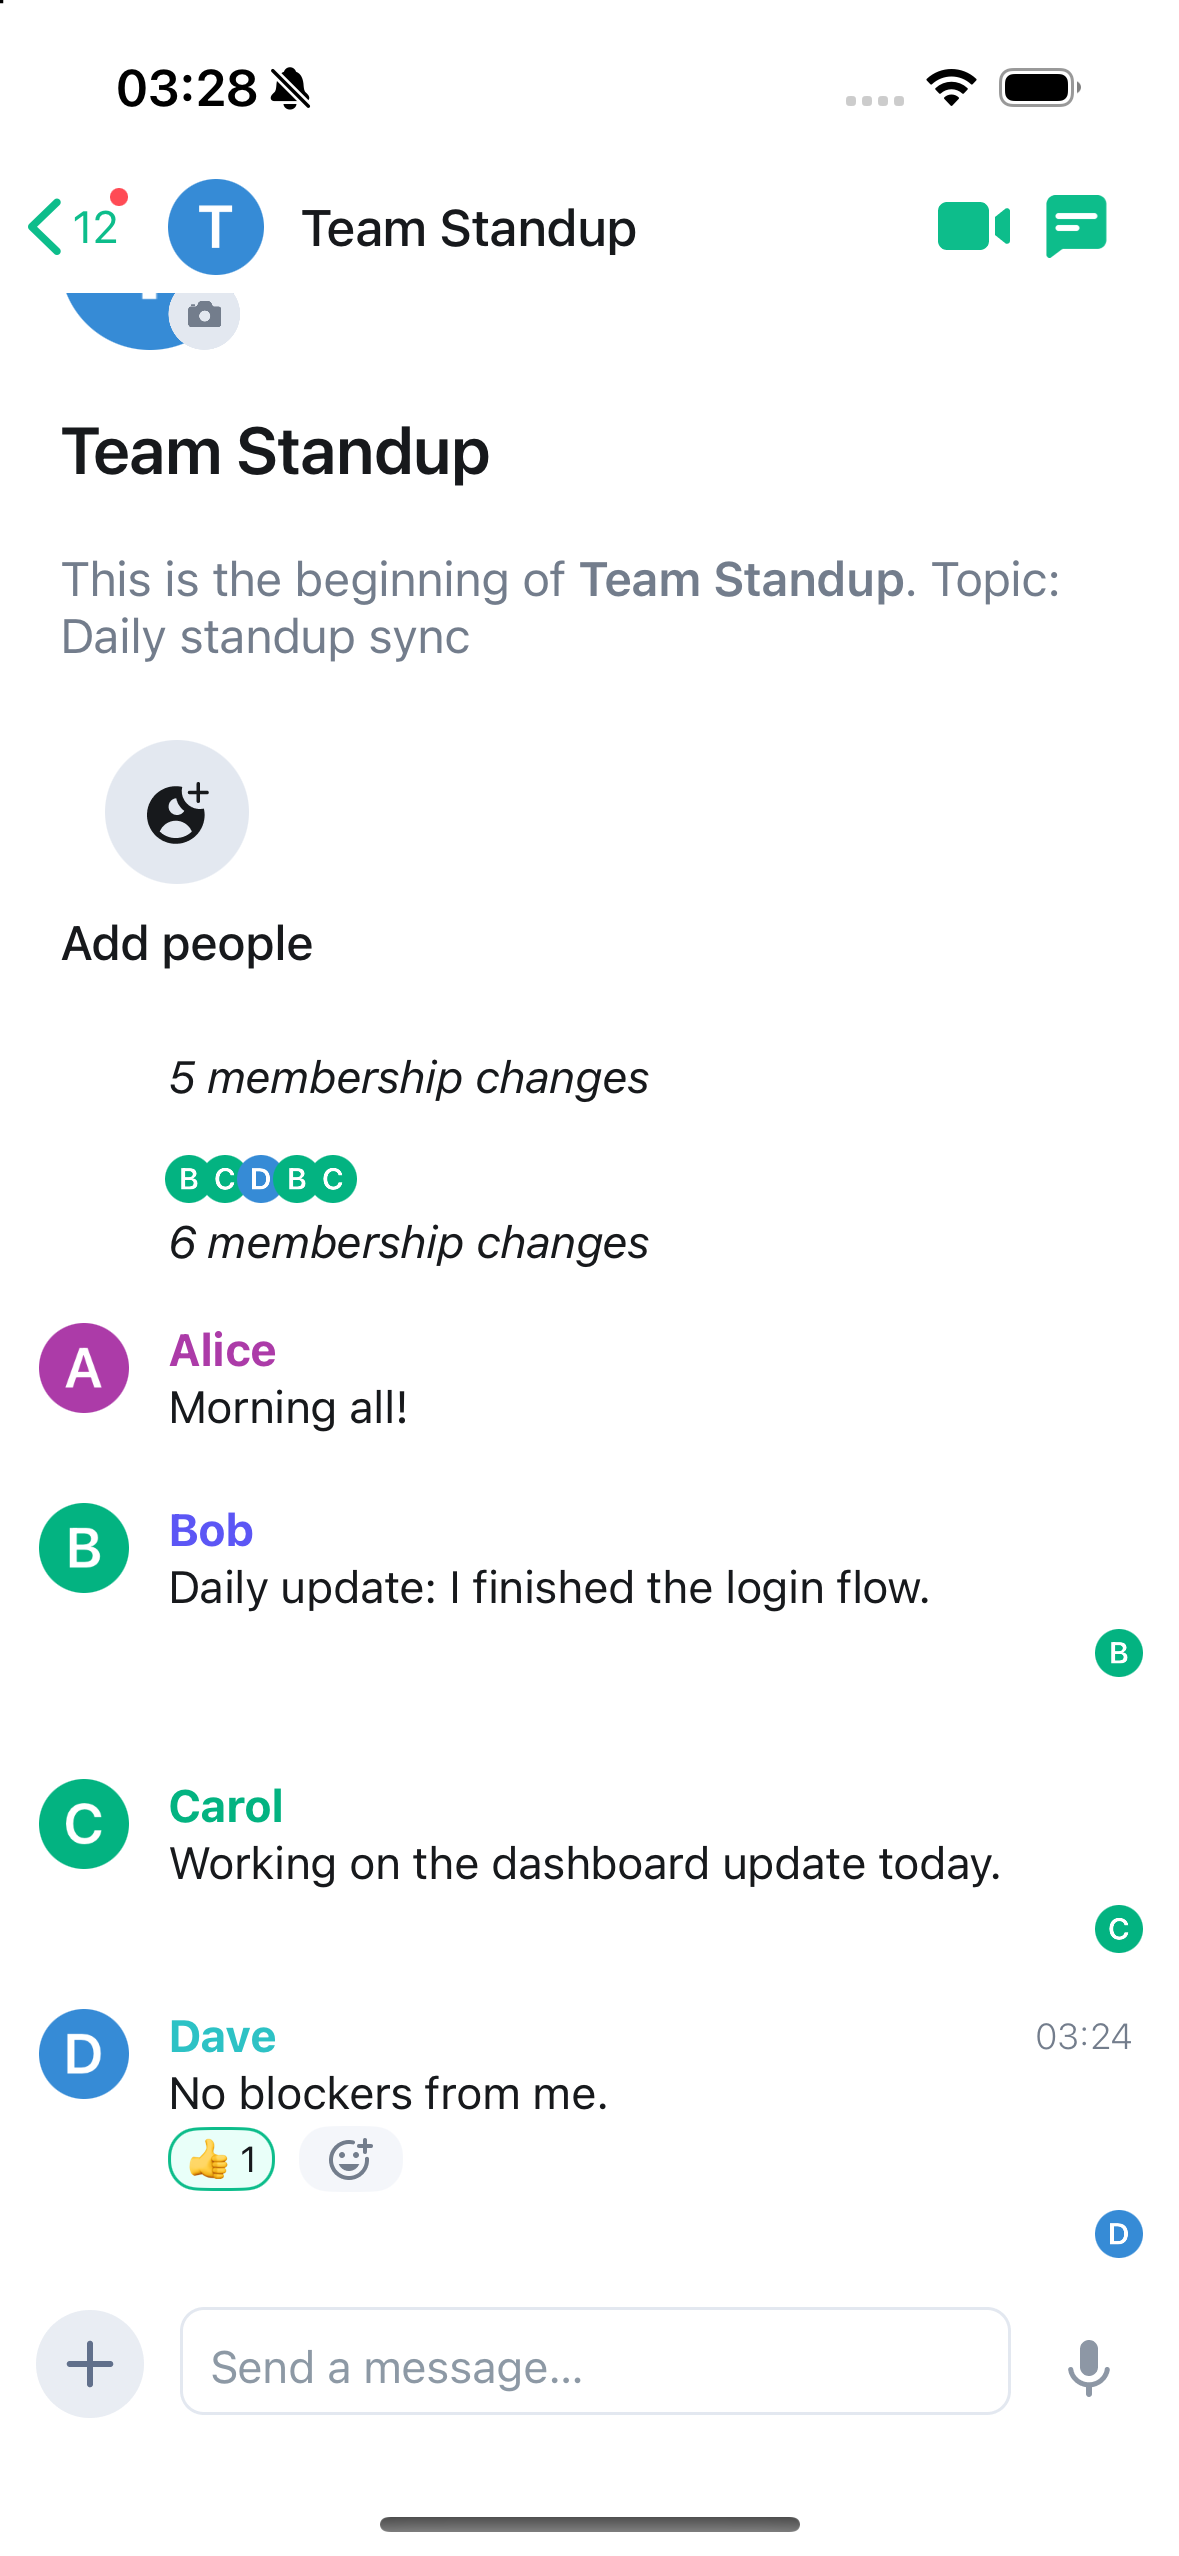 03:28
12
T
Team Standup
Team Standup
This is the beginning of Team Standup. Topic:
Daily standup sync
Add people
5 membership changes
B C D B C
6 membership changes
A
Alice
Morning all!
B
Bob
Daily update: I finished the login flow.
B
C
Carol
Working on the dashboard update today.
C
D
Dave
03:24
No blockers from me.
👍 1
D
Send a message...